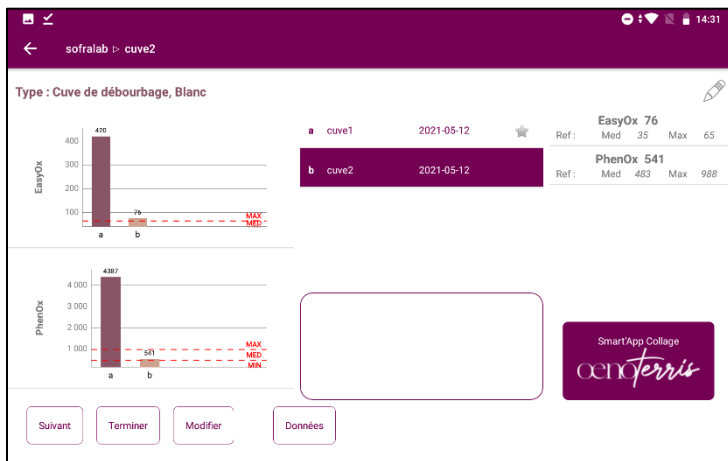 14:31
sofralab ▷ cuve2
Type : Cuve de débourbage, Blanc
EasyOx
400
300
200
100
420
76
MAX
MED
a b
PhenOx
4 000
3 000
2 000
1 000
4387
541
MAX
MED
MIN
a b
a cuve1 2021-05-12
b cuve2 2021-05-12
EasyOx 76
Ref : Med 35 Max 65
PhenOx 541
Ref : Med 483 Max 988
Smart'App Collage
œnoterris
Suivant Terminer Modifier Données